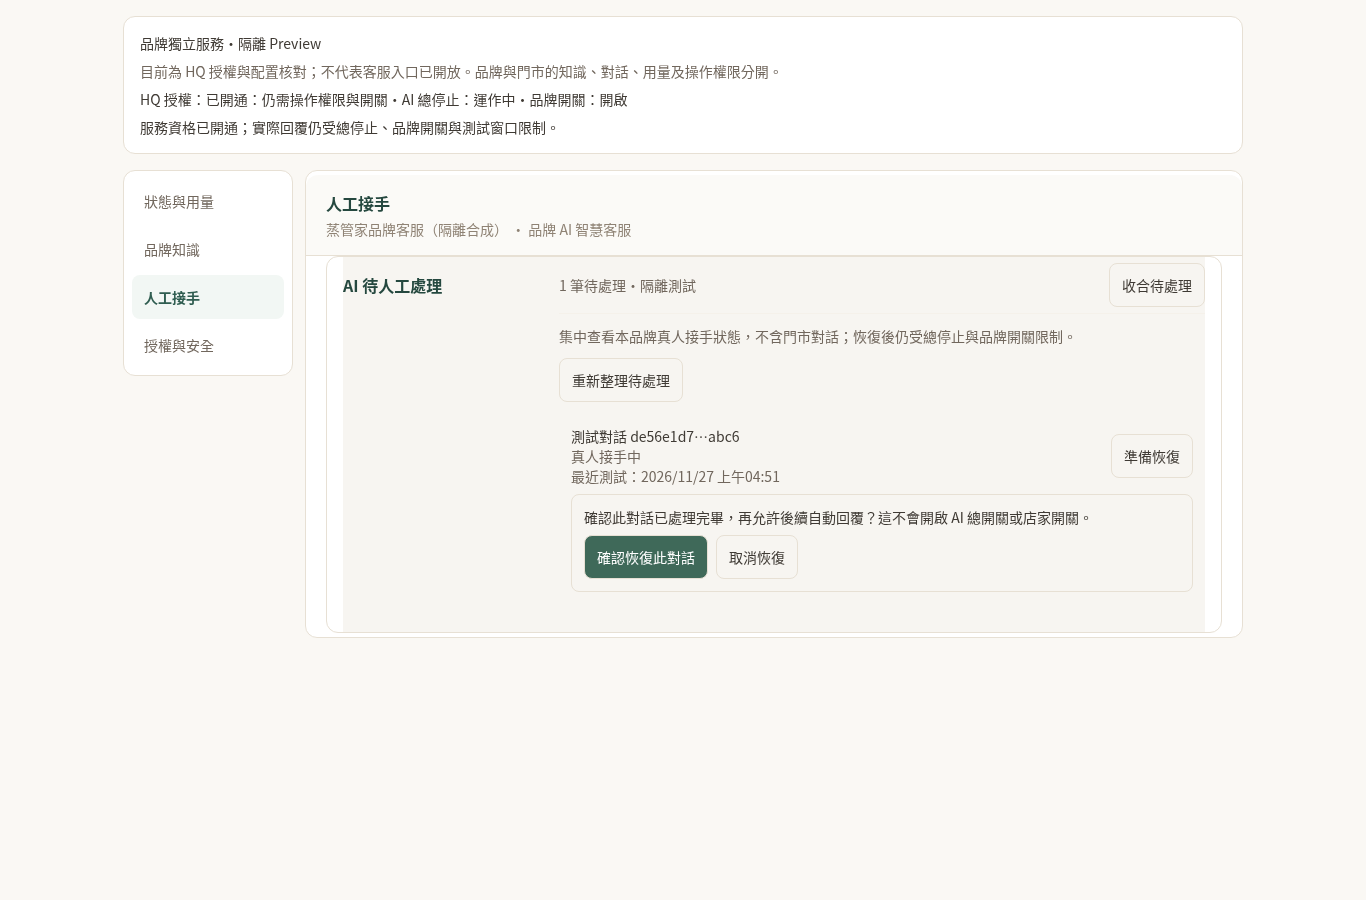 品牌獨立服務・隔離 Preview
目前為 HQ 授權與配置核對；不代表客服入口已開放。品牌與門市的知識、對話、用量及操作權限分開。
HQ 授權：已開通：仍需操作權限與開關・AI 總停止：運作中・品牌開關：開啟
服務資格已開通；實際回覆仍受總停止、品牌開關與測試窗口限制。
狀態與用量
品牌知識
人工接手
授權與安全
人工接手
蒸管家品牌客服（隔離合成） ・ 品牌 AI 智慧客服
AI 待人工處理
1 筆待處理・隔離測試
收合待處理
集中查看本品牌真人接手狀態，不含門市對話；恢復後仍受總停止與品牌開關限制。
重新整理待處理
測試對話 de56e1d7…abc6
真人接手中
最近測試：2026/11/27 上午04:51
準備恢復
確認此對話已處理完畢，再允許後續自動回覆？這不會開啟 AI 總開關或店家開關。
確認恢復此對話
取消恢復